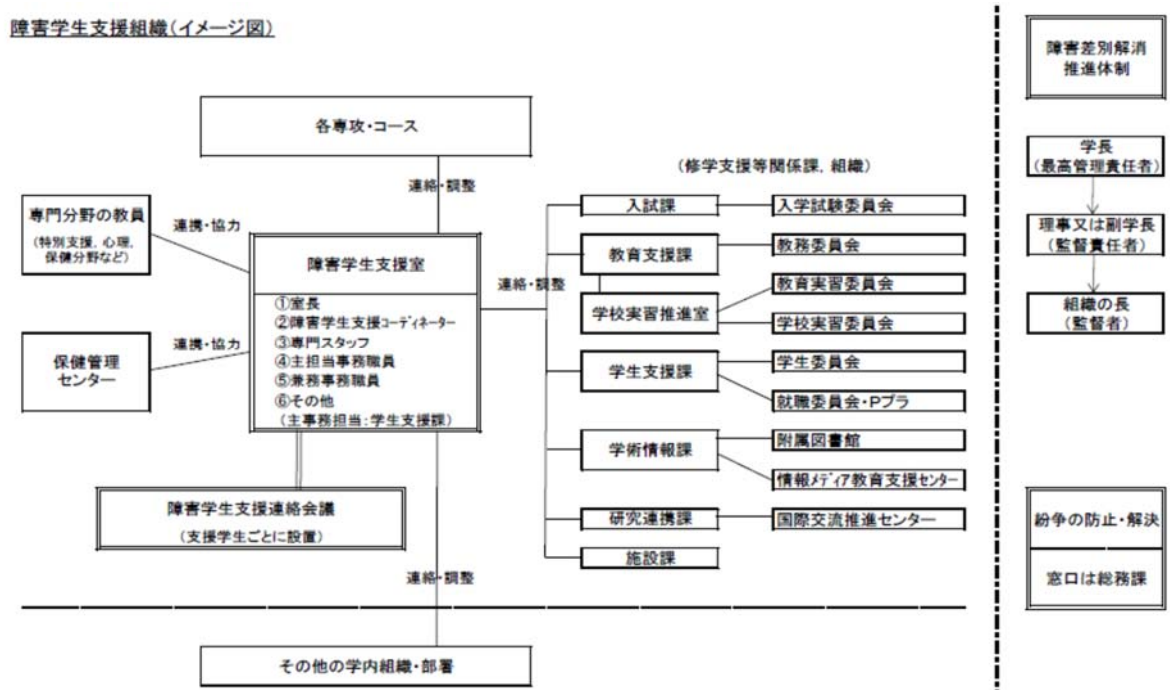 障害学生支援組織(イメージ図)
各専攻・コース
連絡・調整
専門分野の教員
(特別支援, 心理,
保健分野など)
連携・協力
保健管理
センター
連携・協力
障害学生支援室
①室長
②障害学生支援コーディネーター
③専門スタッフ
④主担当事務職員
⑤兼務事務職員
⑥その他
(主事務担当:学生支援課)
障害学生支援連絡会議
(支援学生ごとに設置)
連絡・調整
その他の学内組織・部署
連絡・調整
(修学支援等関係課, 組織)
入試課
入学試験委員会
教育支援課
教務委員会
教育実習委員会
学校実習推進室
学校実習委員会
学生支援課
学生委員会
就職委員会・Pプラ
学術情報課
附属図書館
情報メディア教育支援センター
研究連携課
国際交流推進センター
施設課
障害差別解消
推進体制
学長
(最高管理責任者)
理事又は副学長
(監督責任者)
組織の長
(監督者)
紛争の防止・解決
窓口は総務課